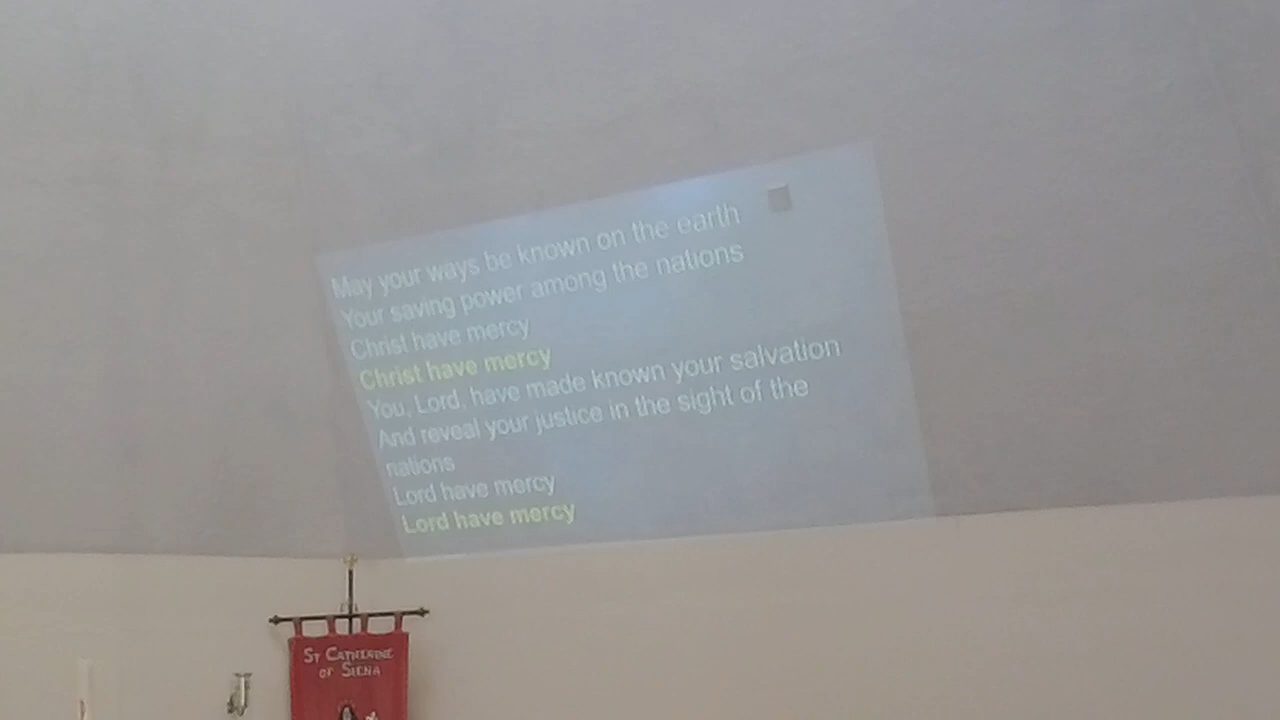 May your ways be known on the earth
Your saving power among the nations
Christ have mercy
Christ have mercy
You, Lord, have made known your salvation
And reveal your justice in the sight of the
nations
Lord have mercy
Lord have mercy
ST CATHERINE
OF SIENA